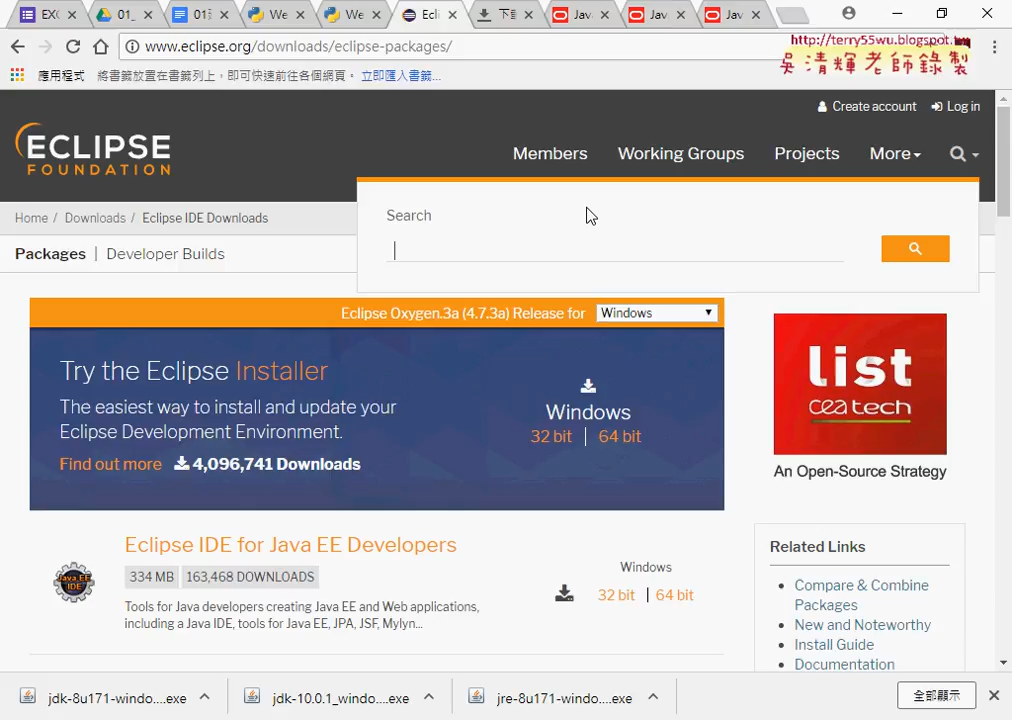 EX(
01_
01
We
We
Ecli
下
Jav
Jav
Jav
www.eclipse.org/downloads/eclipse-packages/
http://terry55wu.blogspot.tw
吳清輝老師錄製
應用程式 將書籤放置在書籤列上，即可快速前往各個網頁。 立即匯入書籤...
Create account Log in
ECLIPSE
FOUNDATION
Members Working Groups Projects More
Search
Home / Downloads / Eclipse IDE Downloads
Packages | Developer Builds
Eclipse Oxygen.3a (4.7.3a) Release for Windows
Try the Eclipse Installer
The easiest way to install and update your
Eclipse Development Environment.
Find out more 4,096,741 Downloads
Windows
32 bit | 64 bit
list
cea tech
An Open-Source Strategy
Eclipse IDE for Java EE Developers
334 MB 163,468 DOWNLOADS
Tools for Java developers creating Java EE and Web applications,
including a Java IDE, tools for Java EE, JPA, JSF, Mylyn...
Java EE
IDE
Windows
32 bit | 64 bit
Related Links
Compare & Combine
Packages
New and Noteworthy
Install Guide
Documentation
jdk-8u171-windo....exe
jdk-10.0.1_windo....exe
jre-8u171-windo....exe
全部顯示